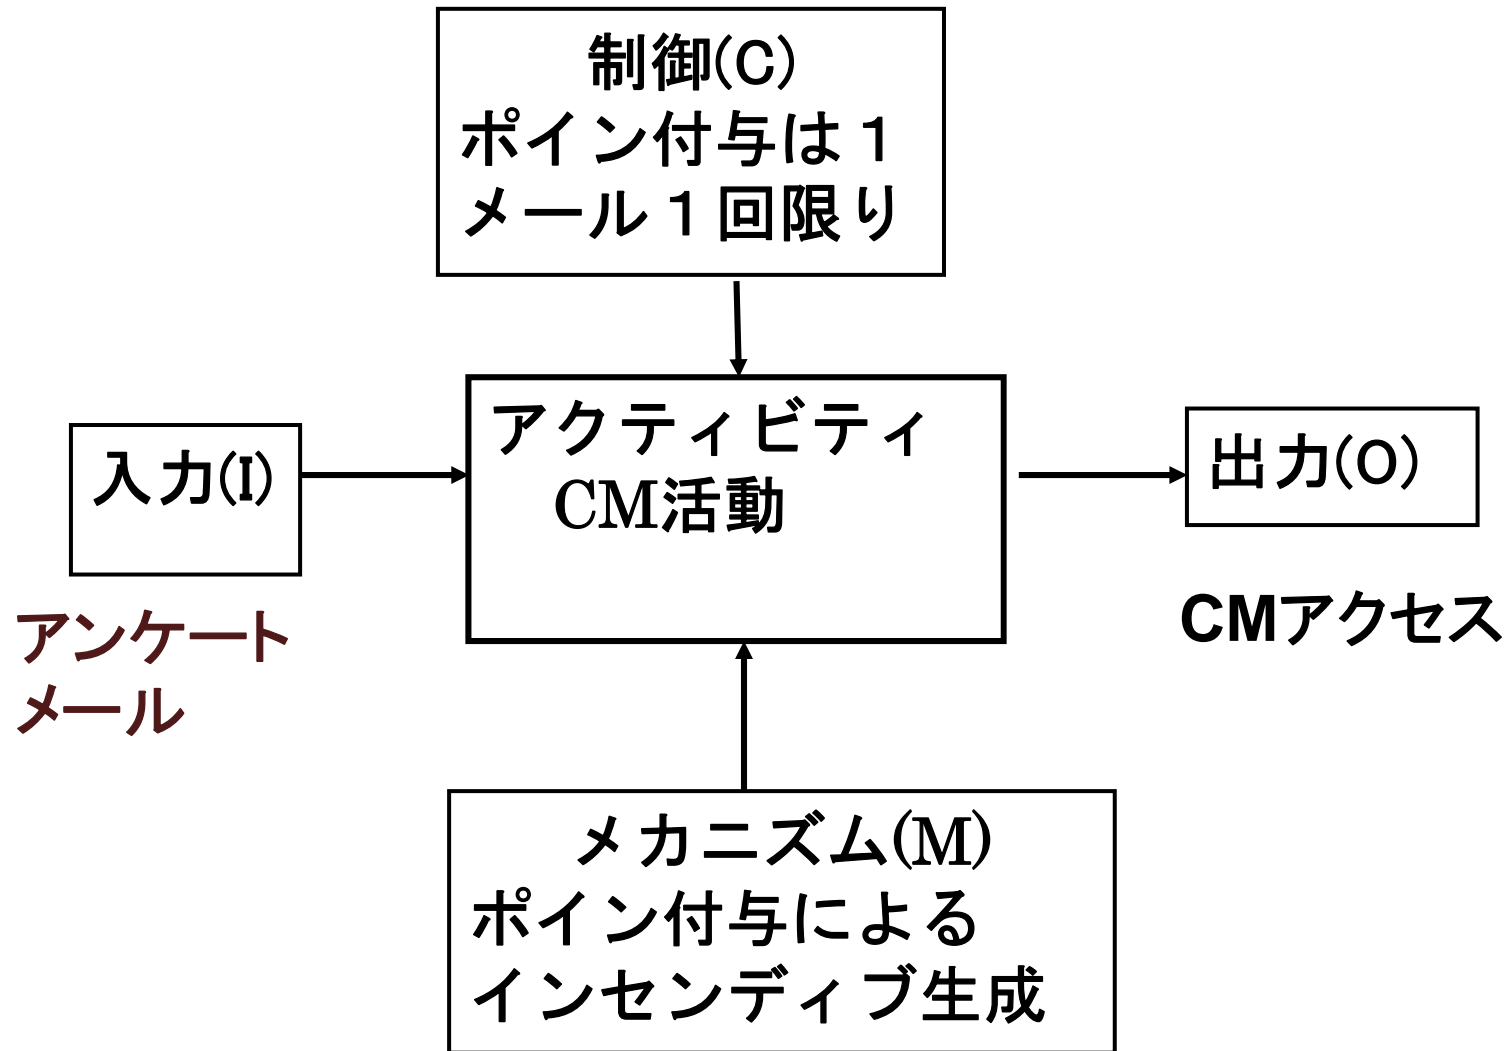 制御(C)
ポイン付与は１
メール１回限り
アクティビティ
CM活動
入力(I)
出力(O)
アンケート
メール
CMアクセス
メカニズム(M)
ポイン付与による
インセンディブ生成